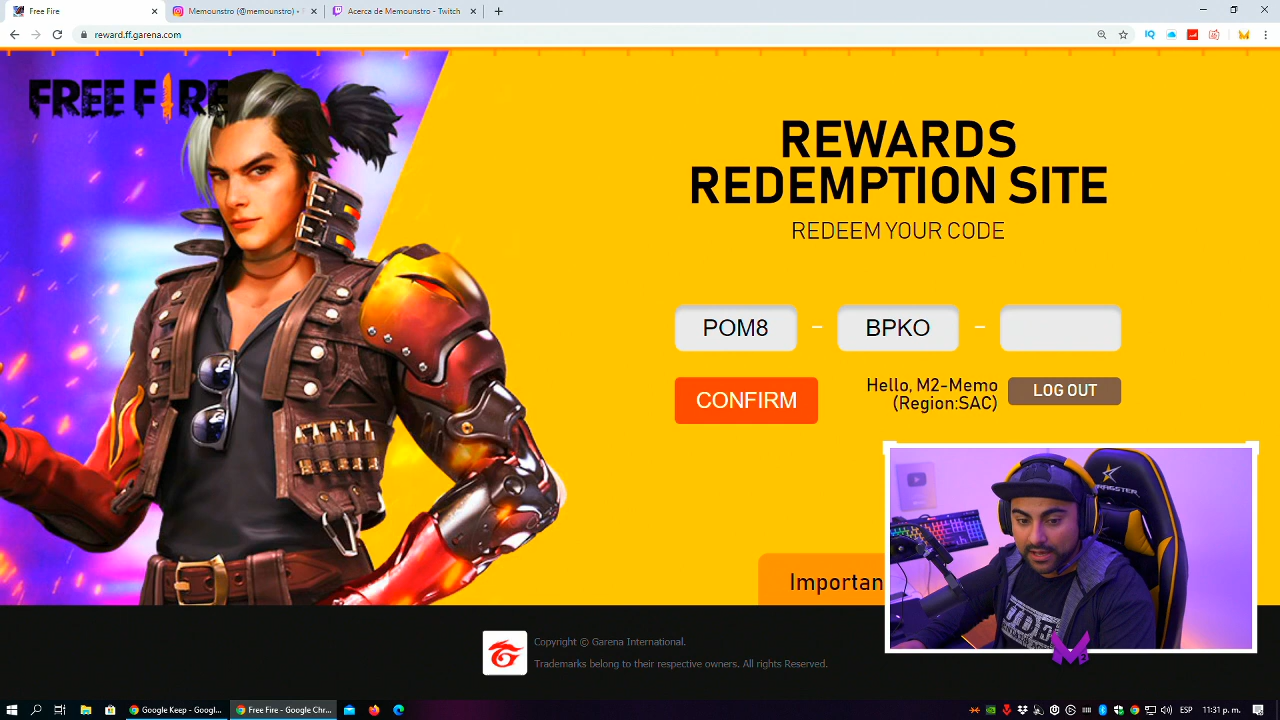 Free Fire
Instagram (@memounstro) •
Acerca de Memounstro - Twitch
reward.ff.garena.com
FREE FIRE
REWARDS
REDEMPTION SITE
REDEEM YOUR CODE
POM8 - BPKO -
CONFIRM
Hello, M2-Memo
(Region:SAC)
LOG OUT
Importan
DRAGSTER
Copyright © Garena International.
Trademarks belong to their respective owners. All rights Reserved.
Google Keep - Googl...
Free Fire - Google Chr...
ESP
11:31 p. m.